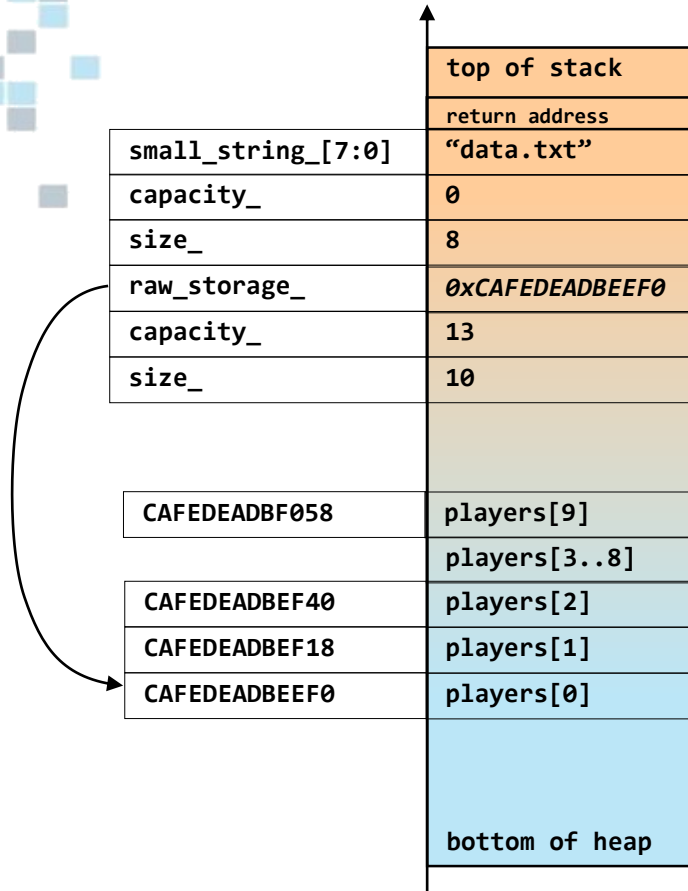 top of stack
return address
small_string_[7:0] “data.txt”
capacity_ 0
size_ 8
raw_storage_ 0xCAFEDEADBEEF0
capacity_ 13
size_ 10
CAFEDEADBF058 players[9]
players[3..8]
CAFEDEADBEF40 players[2]
CAFEDEADBEF18 players[1]
CAFEDEADBEEF0 players[0]
bottom of heap